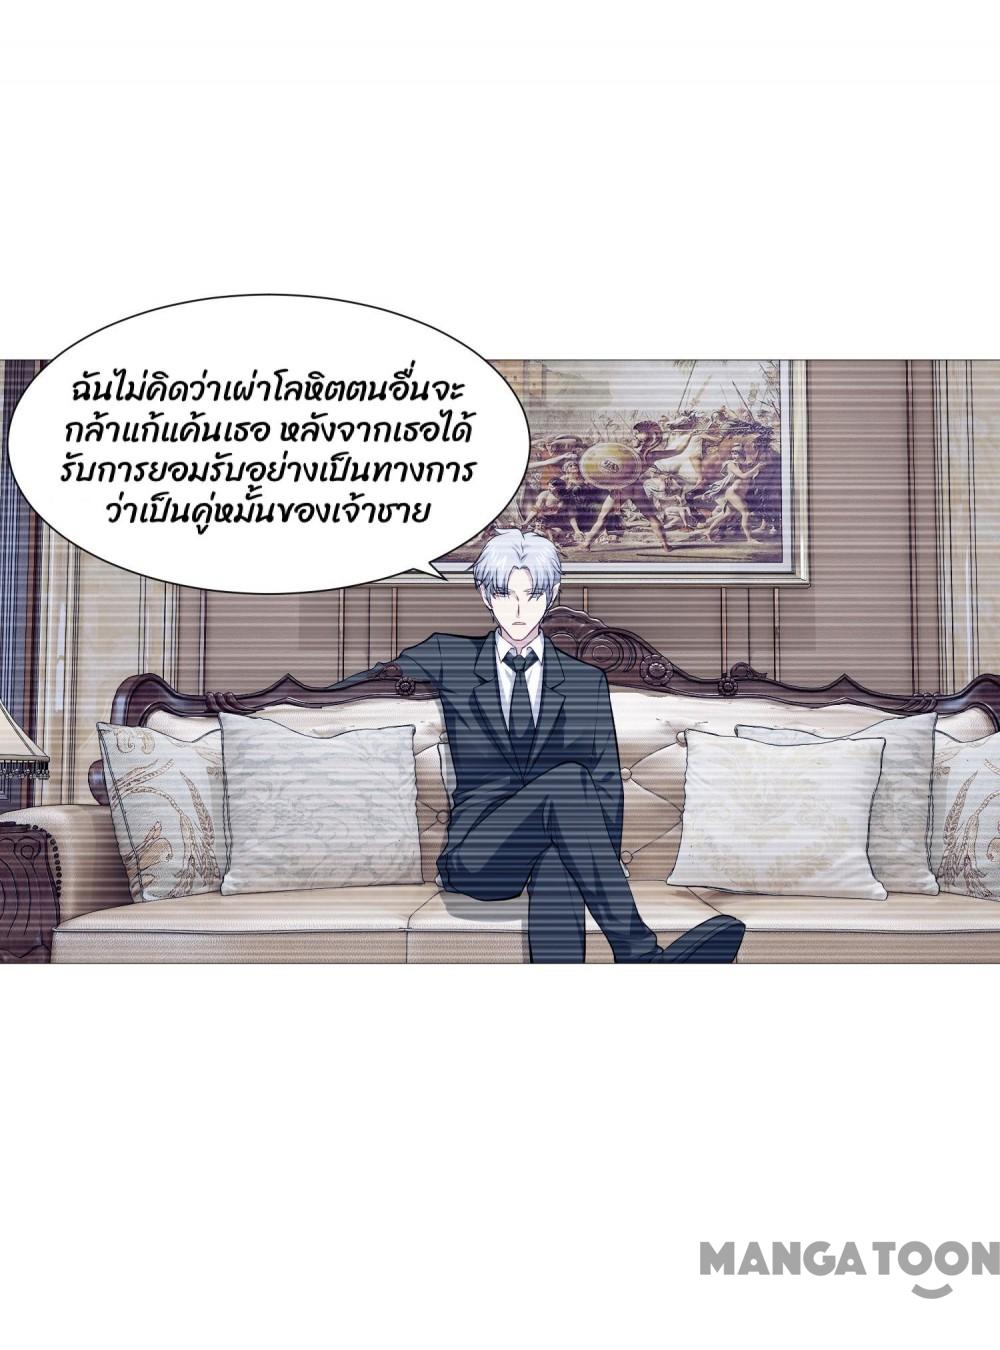 ฉันไม่คิดว่าเผ่าโลหิตตนอื่นจะ
กล้าแก้แค้นเธอ หลังจากเธอได้
รับการยอมรับอย่างเป็นทางการ
ว่าเป็นคู่หมั้นของเจ้าชาย
MANGATOON